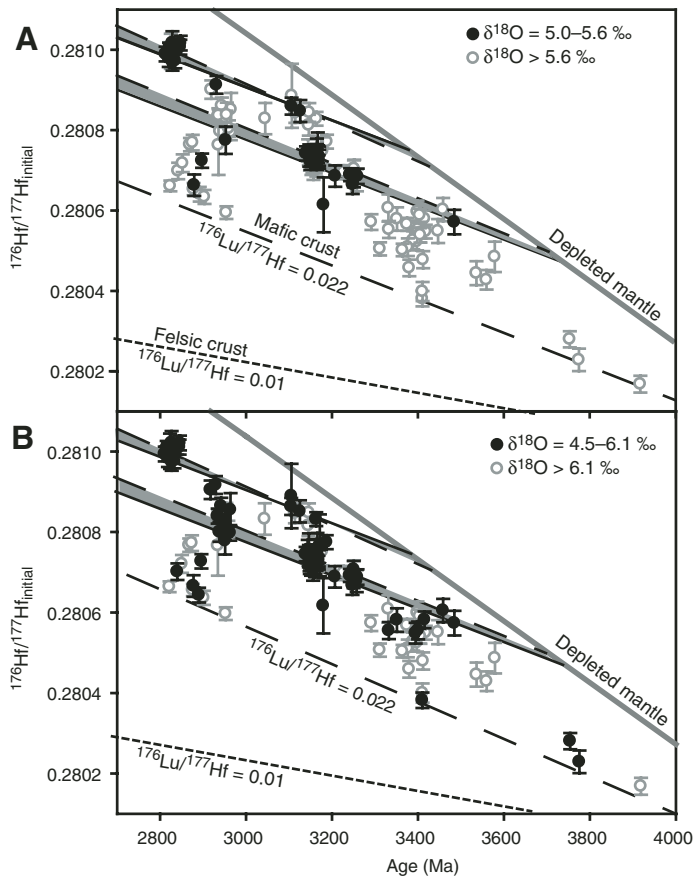 A
δ18O = 5.0–5.6 ‰
δ18O > 5.6 ‰
0.2810
0.2808
0.2806
0.2804
0.2802
176Hf/177Hfinitial
Mafic crust
176Lu/177Hf = 0.022
Depleted mantle
Felsic crust
176Lu/177Hf = 0.01
B
δ18O = 4.5–6.1 ‰
δ18O > 6.1 ‰
0.2810
0.2808
0.2806
0.2804
0.2802
176Hf/177Hfinitial
176Lu/177Hf = 0.022
Depleted mantle
176Lu/177Hf = 0.01
2800 3000 3200 3400 3600 3800 4000
Age (Ma)